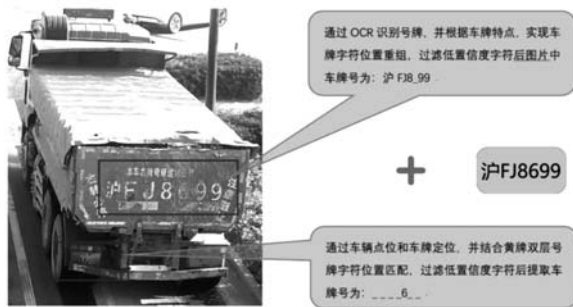 通过 OCR 识别号牌，并根据车牌特点，实现车
牌字符位置重组，过滤低置信度字符后图片中
车牌号为：沪 FJ8_99
沪FJ8699
+
沪FJ8699
通过车辆点位和车牌定位，并结合黄牌双层号
牌字符位置匹配，过滤低置信度字符后提取车
牌号为：_ _ _ _6_ _